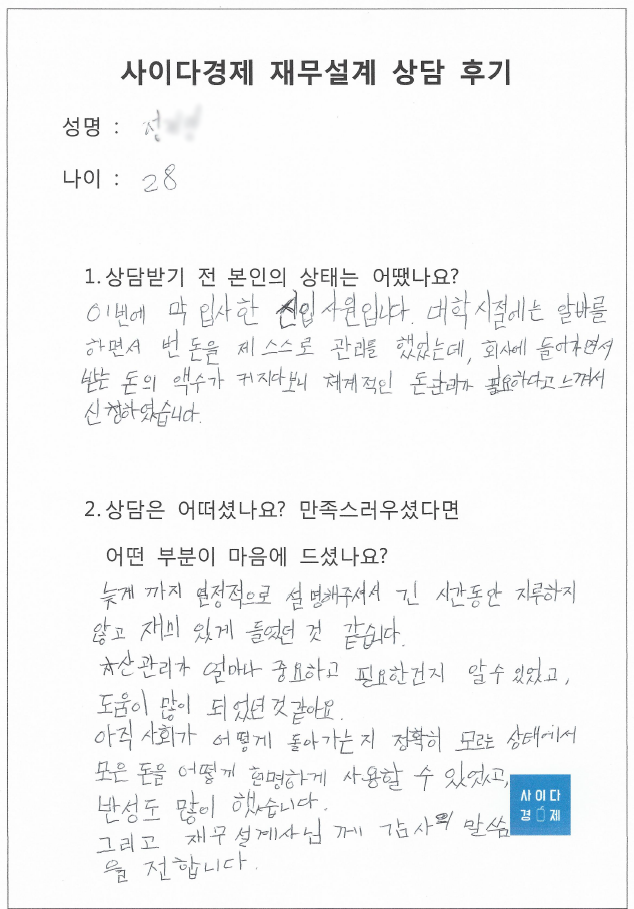 사이다경제 재무설계 상담 후기
성명 : 전
나이 : 28
1. 상담받기 전 본인의 상태는 어땠나요?
이번에 막 입사한 신입사원입니다. 대학시절에는 알바를
하면서 번 돈을 제 스스로 관리를 했었는데, 회사에 들어가면서
받는 돈의 액수가 커지다보니 체계적인 돈관리가 필요하다고 느껴서
신청하였습니다.
2. 상담은 어떠셨나요? 만족스러우셨다면
어떤 부분이 마음에 드셨나요?
늦게 까지 열정적으로 설명해주셔서 긴 시간동안 지루하지
않고 재미 있게 들었던 것 같습니다.
자산관리가 얼마나 중요하고 필요한건지 알수 있었고,
도움이 많이 되었던것 같아요.
아직 사회가 어떻게 돌아가는지 정확히 모르는 상태에서
모은 돈을 어떻게 현명하게 사용할 수 있었고,
반성도 많이 했습니다.
그리고 재무설계사님 께 감사의 말씀
을 전합니다.
사이다
경제